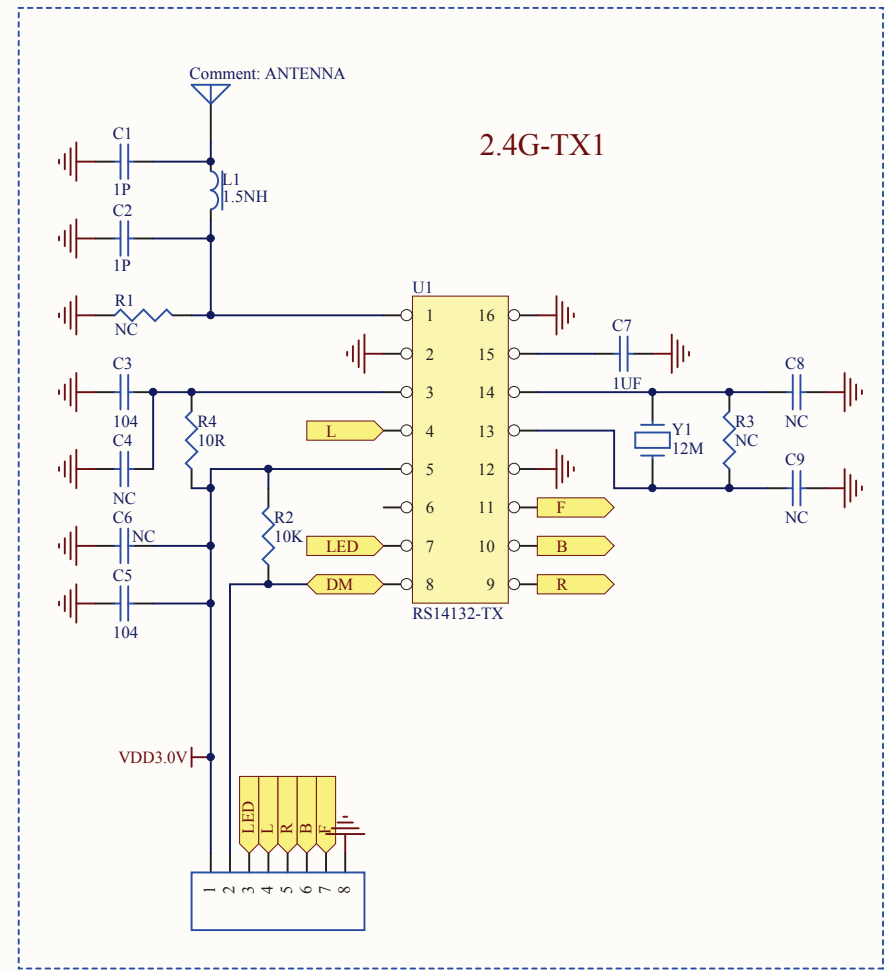 Comment: ANTENNA
2.4G-TX1
C1
1P
L1
1.5NH
C2
1P
R1
NC
U1
1
2
3
4
5
6
7
8
16
15
14
13
12
11
10
9
RS14132-TX
C3
104
C4
NC
R4
10R
C6
NC
C5
104
R2
10K
L
LED
DM
C7
1UF
C8
NC
Y1
12M
R3
NC
C9
NC
F
B
R
VDD3.0V
LED
L
R
B
F
1
2
3
4
5
6
7
8